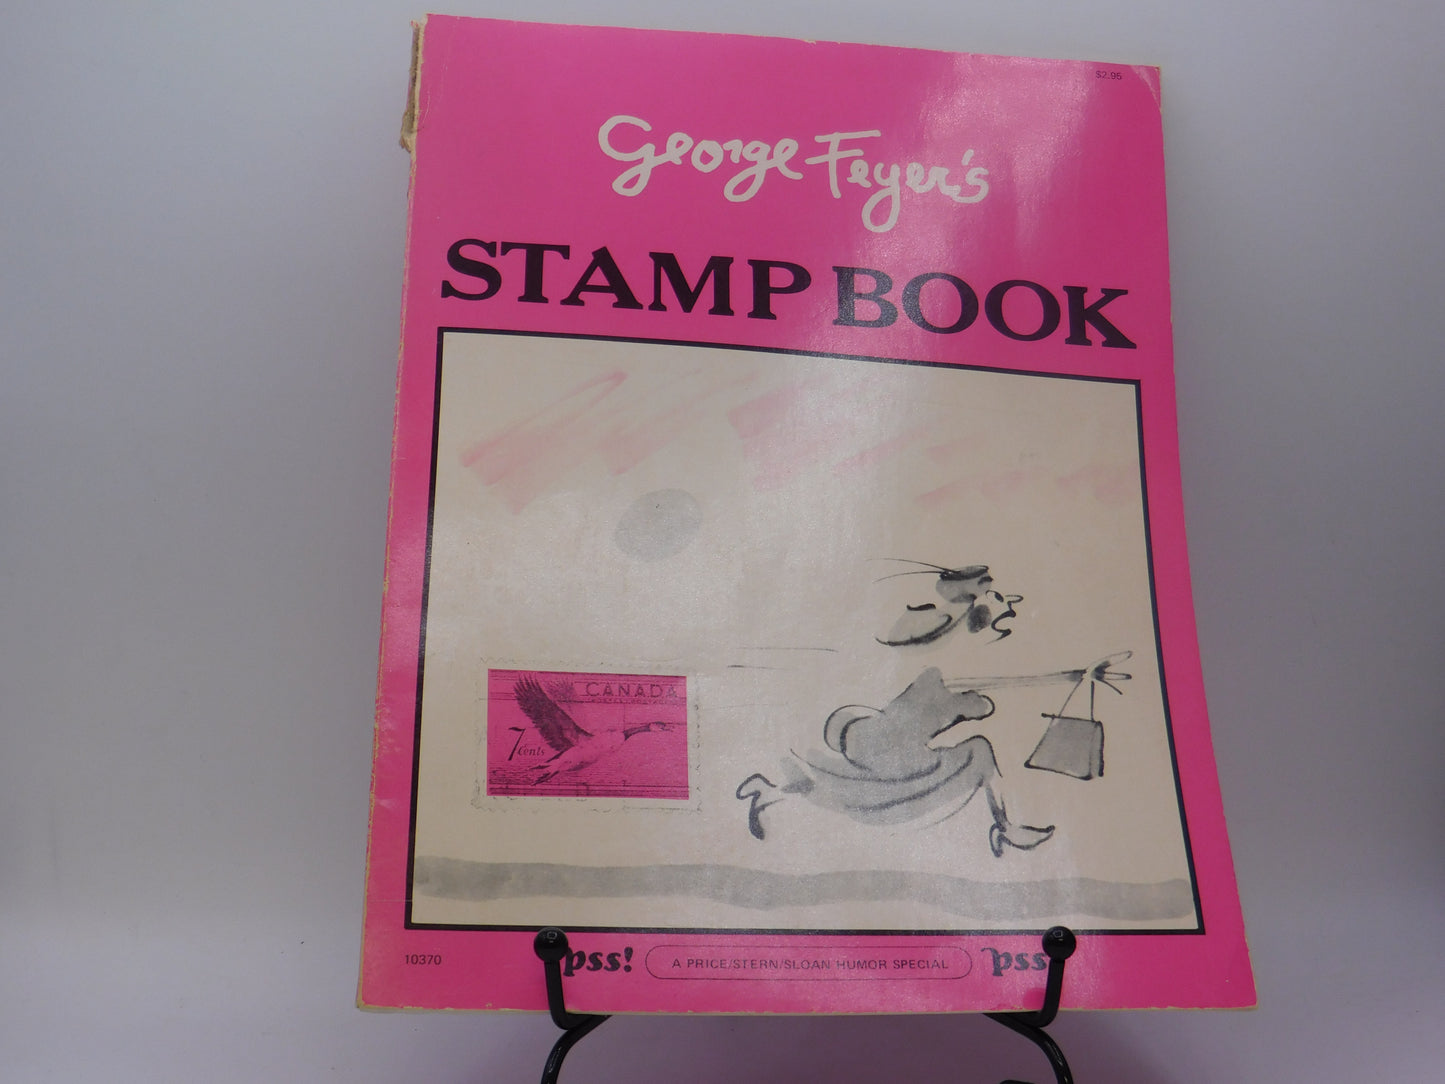 $2.95
George Feyer's
STAMP BOOK
CANADA
7 Cents
10370
pss! A PRICE/STERN/SLOAN HUMOR SPECIAL pss